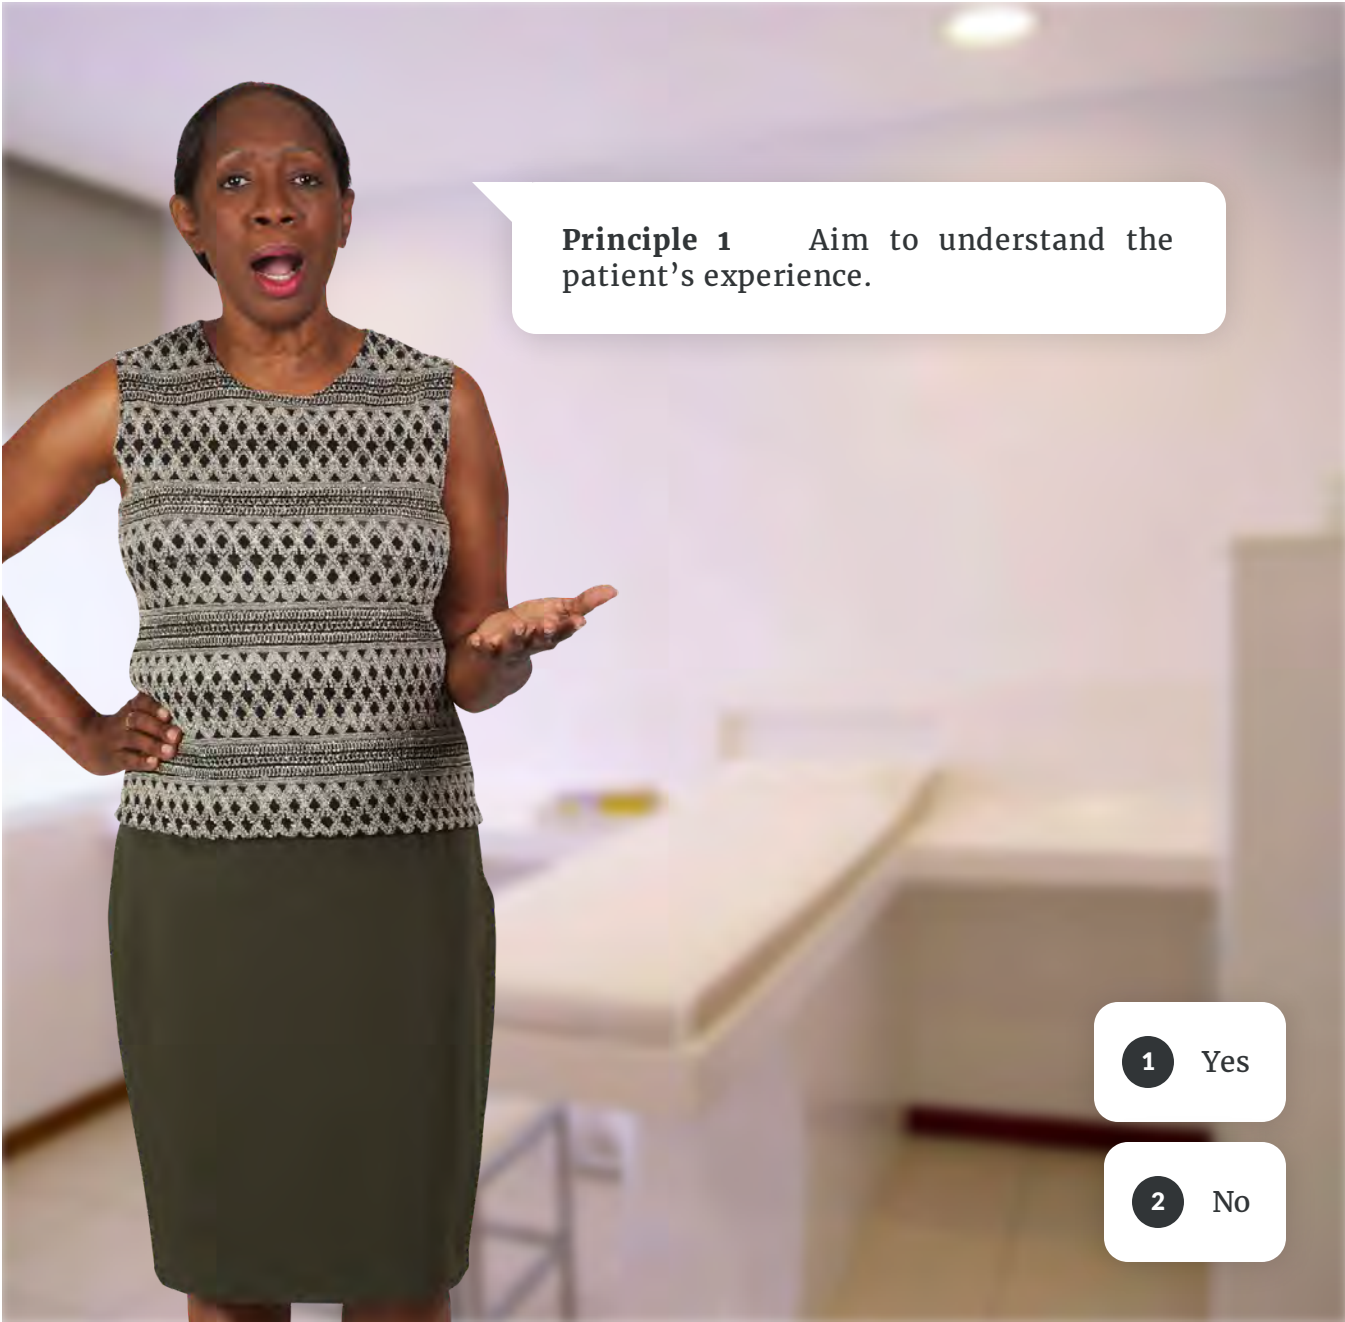 Principle 1 Aim to understand the
patient’s experience.
1 Yes
2 No